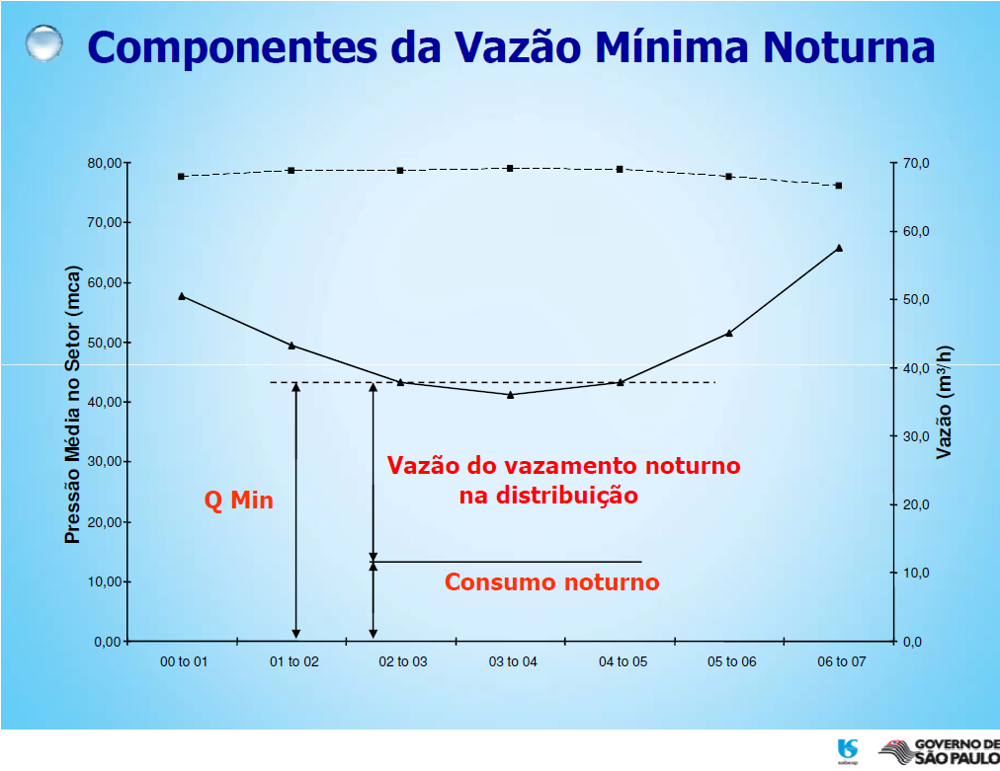 Componentes da Vazão Mínima Noturna
80,00
70,00
60,00
50,00
40,00
30,00
20,00
10,00
0,00
Pressão Média no Setor (mca)
70,0
60,0
50,0
40,0
30,0
20,0
10,0
0,0
Vazão (m³/h)
Vazão do vazamento noturno
na distribuição
Q Min
Consumo noturno
00 to 01
01 to 02
02 to 03
03 to 04
04 to 05
05 to 06
06 to 07
sabesp
GOVERNO DE
SÃO PAULO